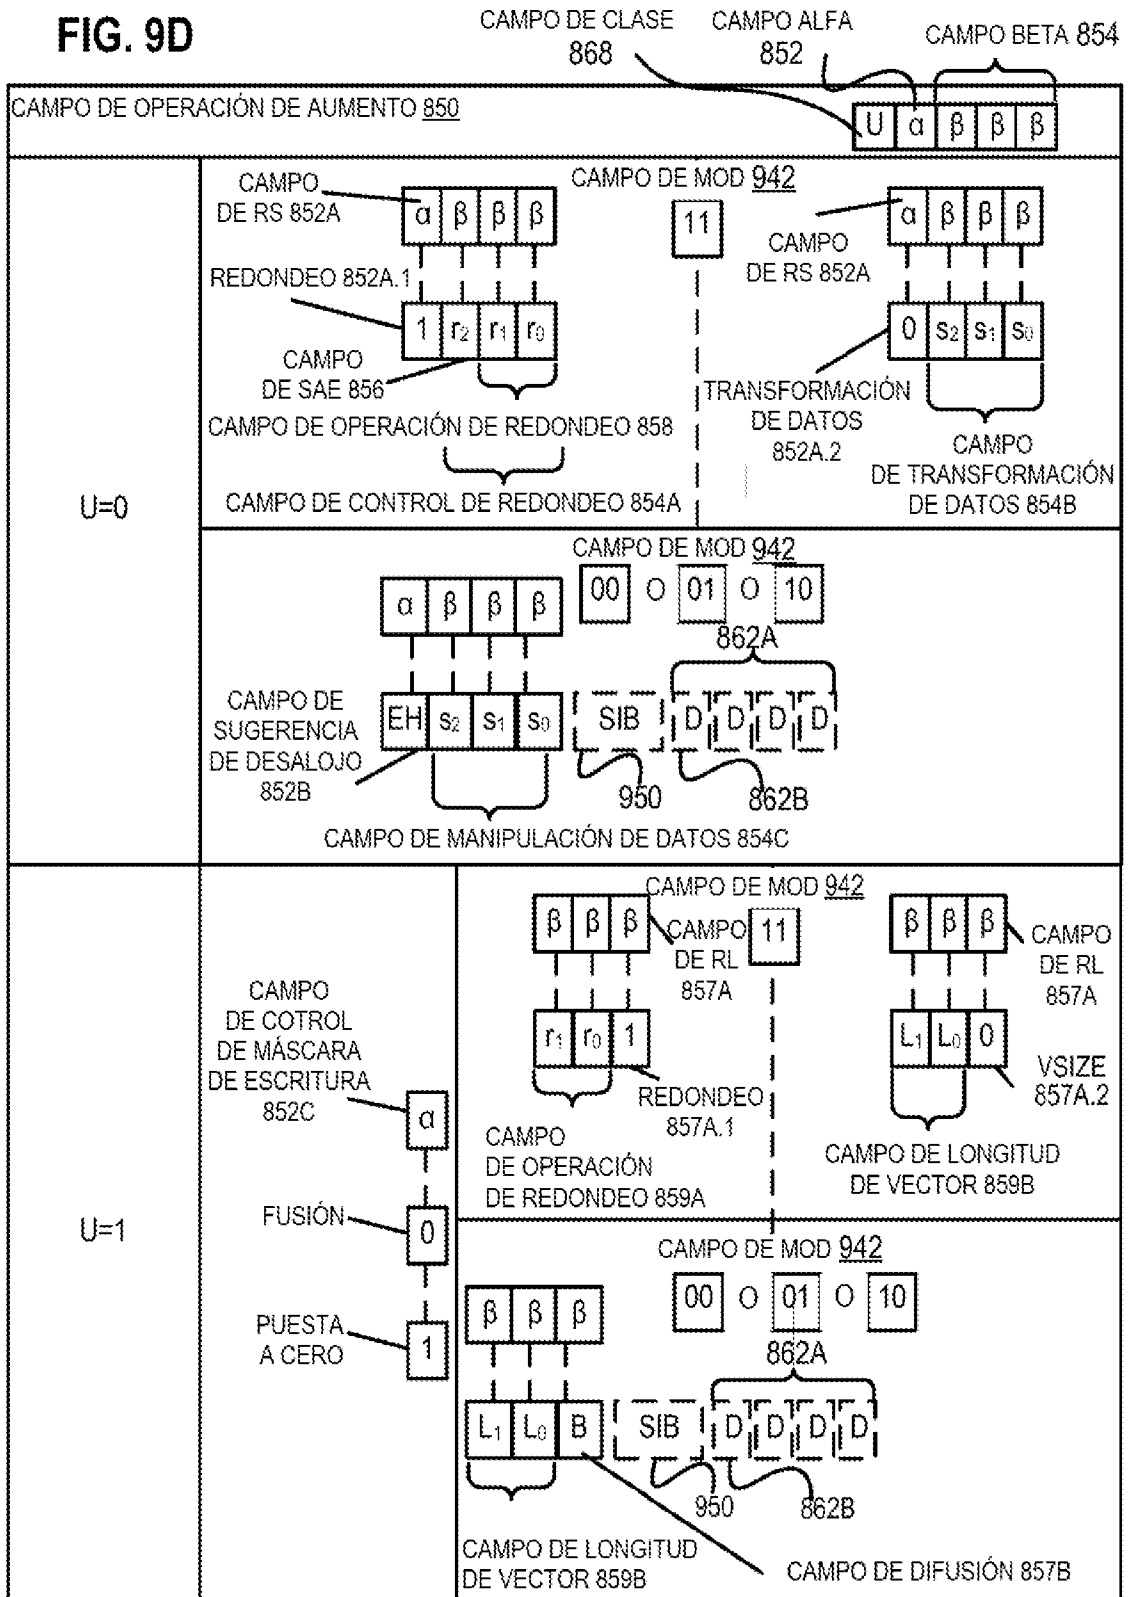 FIG. 9D
CAMPO DE CLASE
868
CAMPO ALFA
852
CAMPO BETA 854
CAMPO DE OPERACIÓN DE AUMENTO 850
U α β β β
U=0
CAMPO
DE RS 852A
α β β β
REDONDEO 852A.1
1 r2 r1 r0
CAMPO
DE SAE 856
CAMPO DE OPERACIÓN DE REDONDEO 858
CAMPO DE CONTROL DE REDONDEO 854A
CAMPO DE MOD 942
11
α β β β
CAMPO
DE RS 852A
0 s2 s1 s0
TRANSFORMACIÓN
DE DATOS
852A.2
CAMPO
DE TRANSFORMACIÓN
DE DATOS 854B
CAMPO DE MOD 942
00 O 01 O 10
α β β β
862A
CAMPO DE
SUGERENCIA
DE DESALOJO
852B
EH s2 s1 s0
SIB
D D D D
950
862B
CAMPO DE MANIPULACIÓN DE DATOS 854C
U=1
CAMPO
DE COTROL
DE MÁSCARA
DE ESCRITURA
852C
α
FUSIÓN
0
PUESTA
A CERO
1
CAMPO DE MOD 942
β β β
CAMPO
DE RL
857A
11
r1 r0 1
REDONDEO
857A.1
CAMPO
DE OPERACIÓN
DE REDONDEO 859A
β β β
CAMPO
DE RL
857A
L1 L0 0
VSIZE
857A.2
CAMPO DE LONGITUD
DE VECTOR 859B
CAMPO DE MOD 942
00 O 01 O 10
β β β
862A
L1 L0 B
SIB
D D D D
950
862B
CAMPO DE LONGITUD
DE VECTOR 859B
CAMPO DE DIFUSIÓN 857B